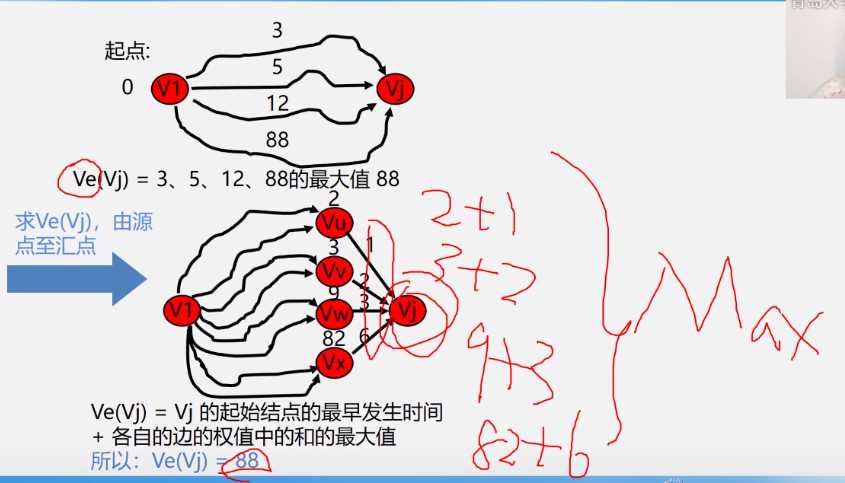 青岛大学
3
起点:
5
0 V1 Vj
12
88
Ve(Vj) = 3、5、12、88的最大值 88
2
求Ve(Vj)，由源
点至汇点
Vu
1
3
Vv
2
9
V1 Vw 3 Vj
82 6
Vx
2+1
3+2
9+3
82+6
Max
Ve(Vj) = Vj 的起始结点的最早发生时间
+ 各自的边的权值中的和的最大值
所以：Ve(Vj) = 88